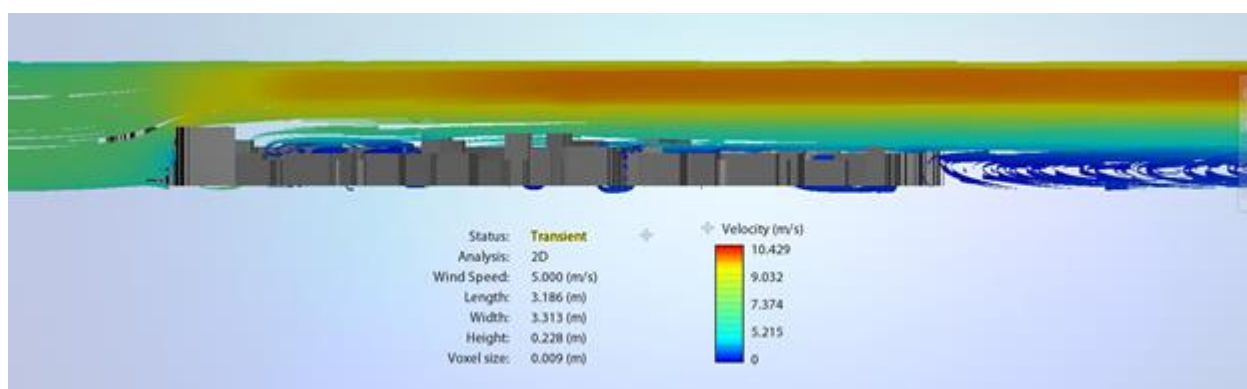 Status: Transient
Analysis: 2D
Wind Speed: 5.000 (m/s)
Length: 3.186 (m)
Width: 3.313 (m)
Height: 0.228 (m)
Voxel size: 0.009 (m)
Velocity (m/s)
10.429
9.032
7.374
5.215
0